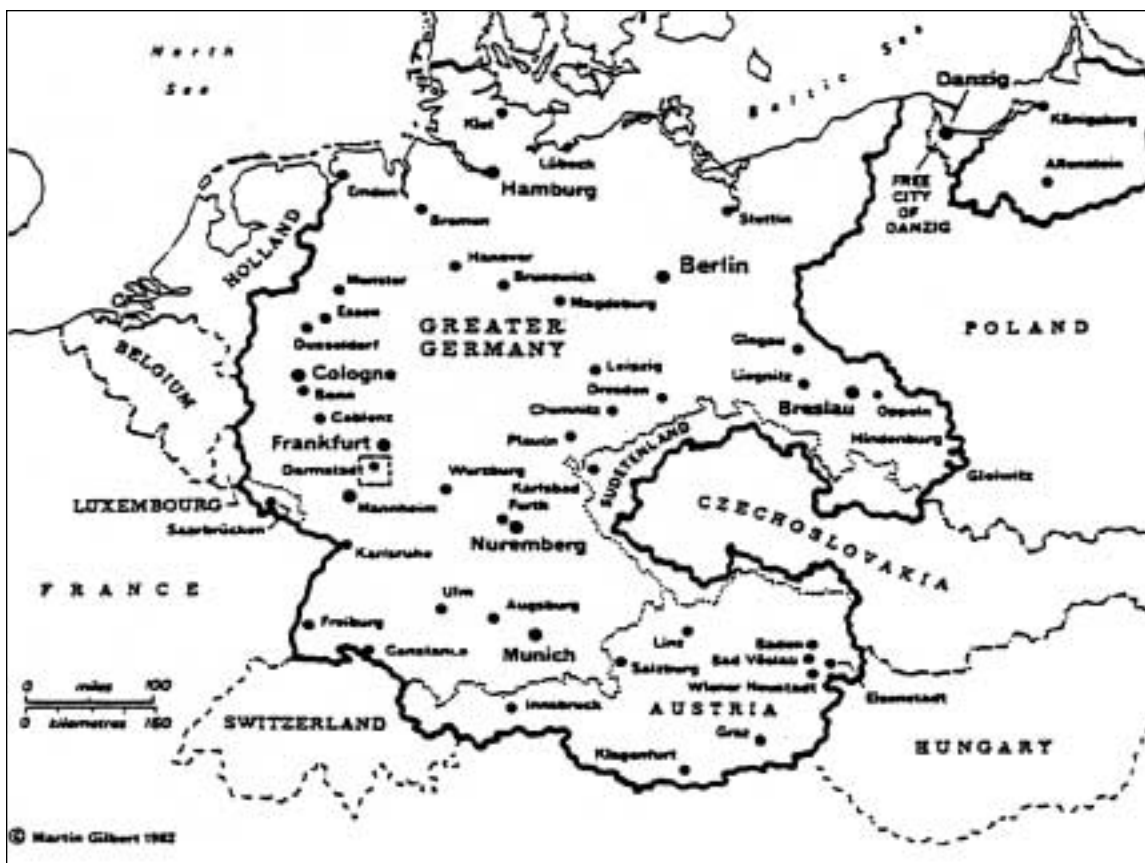 North
Sea
Baltic Sea
Danzig
Königsberg
Allenstein
FREE
CITY
OF
DANZIG
Kiel
Lübeck
Hamburg
Emden
Bremen
Stettin
HOLLAND
Hanover
Brunswick
Berlin
Munster
Magdeburg
Essen
Dusseldorf
GREATER
GERMANY
POLAND
BELGIUM
Cologne
Bonn
Coblenz
Leipzig
Dresden
Chemnitz
Plauen
Glogau
Liegnitz
Breslau
Oppeln
Hindenburg
Gleiwitz
Frankfurt
Darmstadt
Wurzburg
Karlsbad
SUDETENLAND
LUXEMBOURG
Saarbrücken
Mannheim
Furth
Nuremberg
CZECHOSLOVAKIA
Karlsruhe
FRANCE
Ulm
Augsburg
Freiburg
Constance
Munich
Linz
Salzburg
Baden
Bad Vöslau
Wiener Neustadt
Eisenstadt
0 miles 100
0 kilometres 150
SWITZERLAND
Innsbruck
AUSTRIA
Graz
Klagenfurt
HUNGARY
© Martin Gilbert 1982